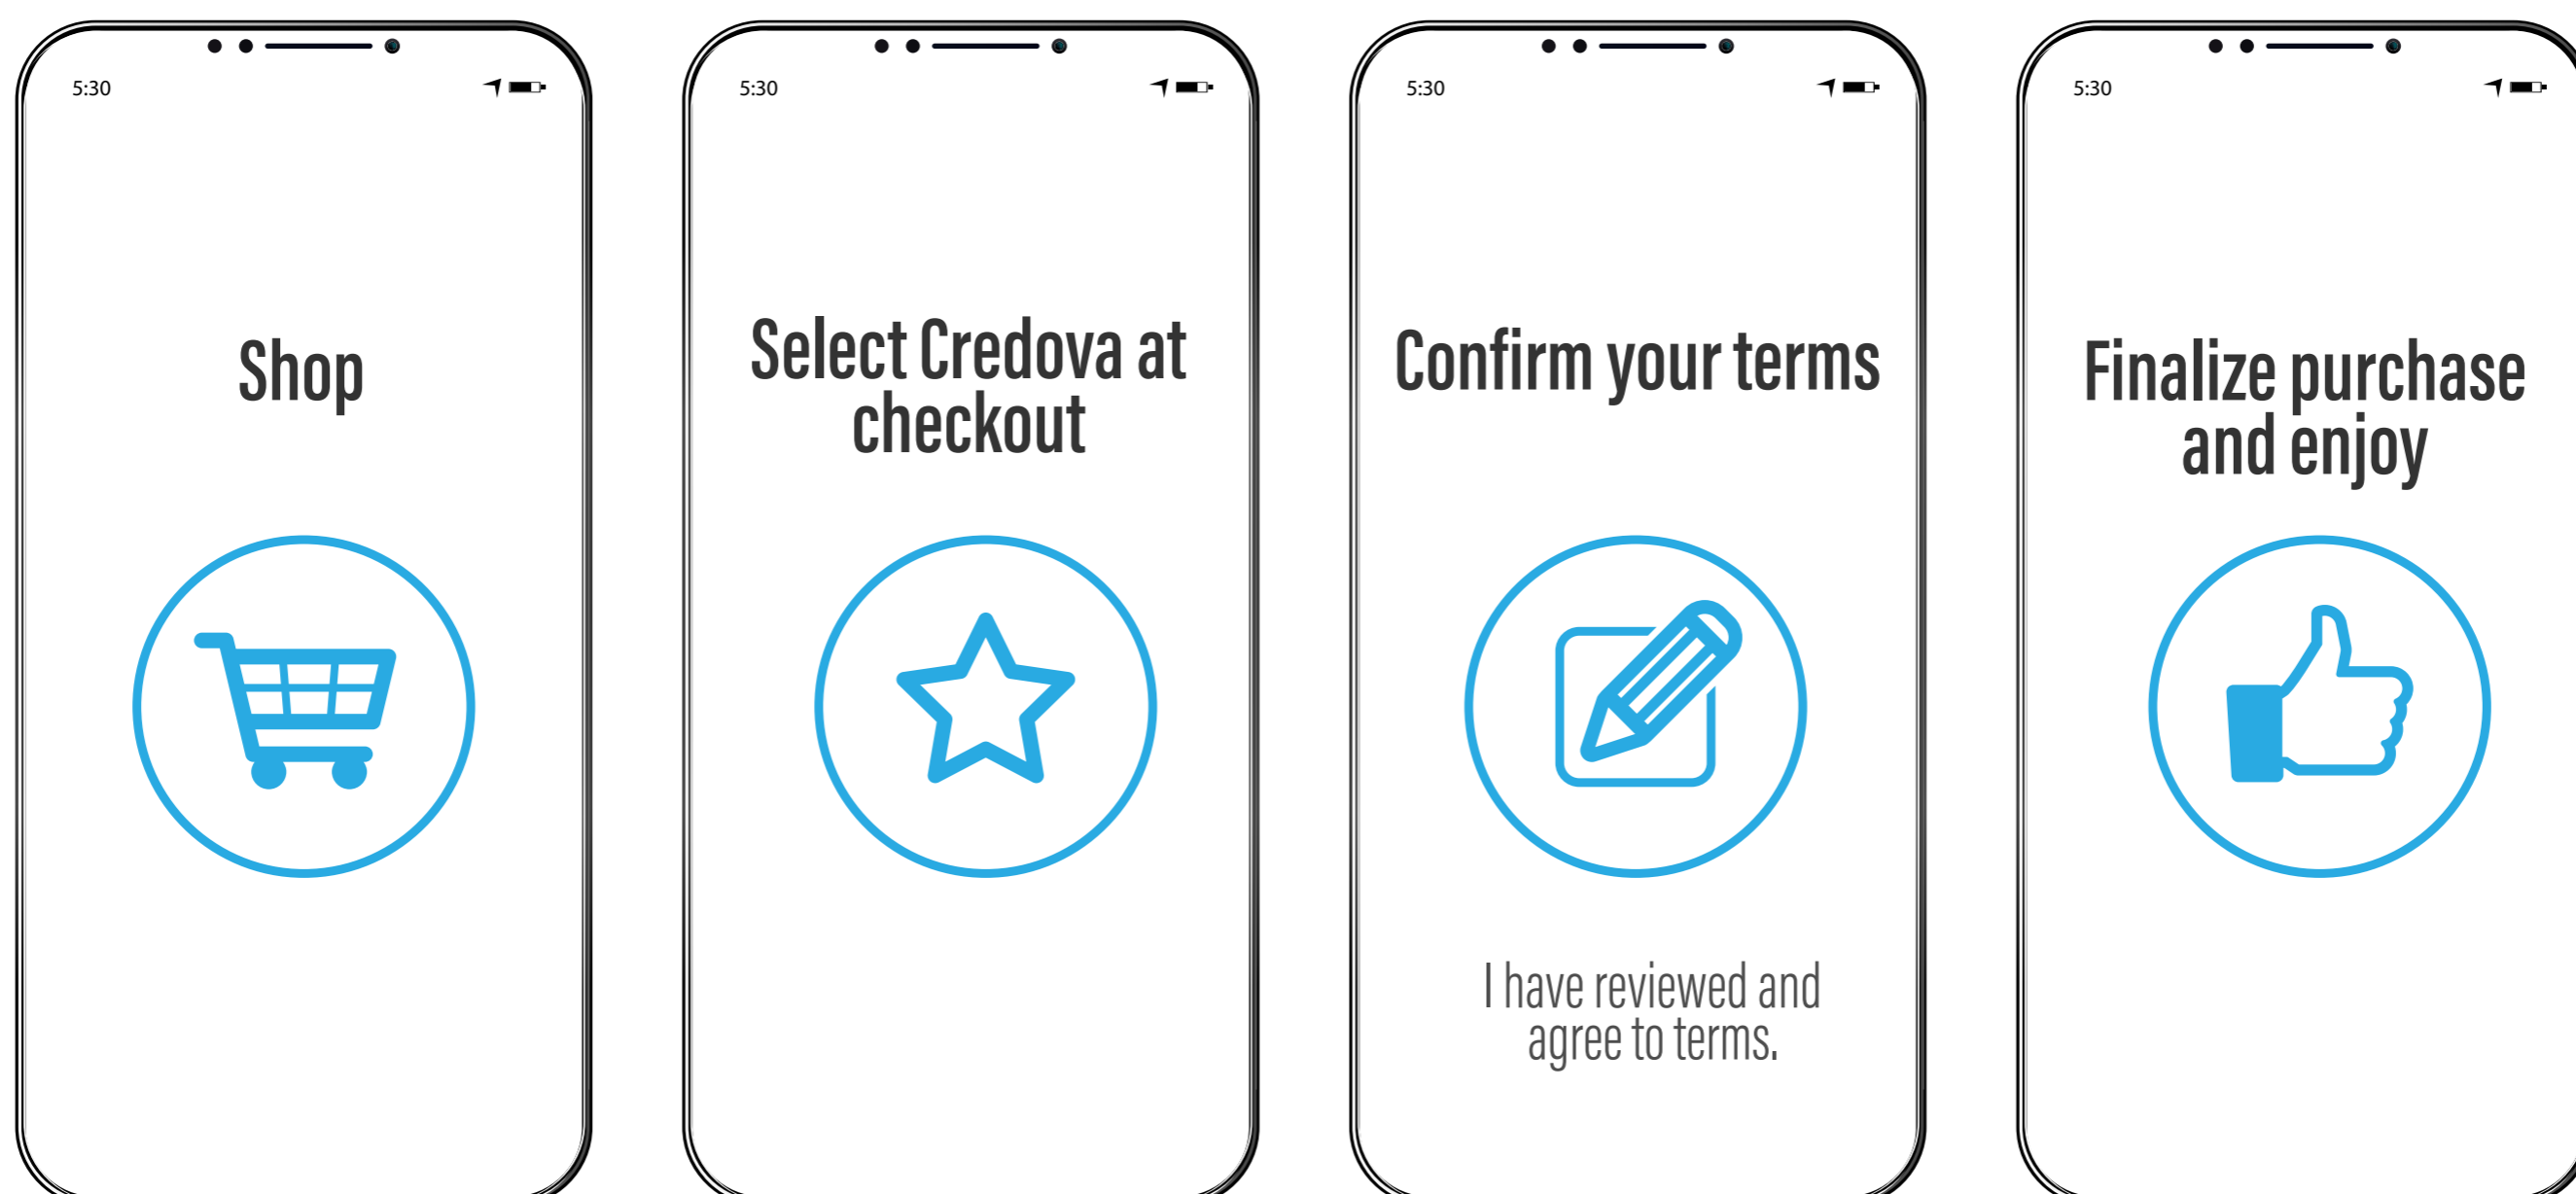 5:30
Shop
5:30
Select Credova at
checkout
5:30
Confirm your terms
I have reviewed and
agree to terms.
5:30
Finalize purchase
and enjoy